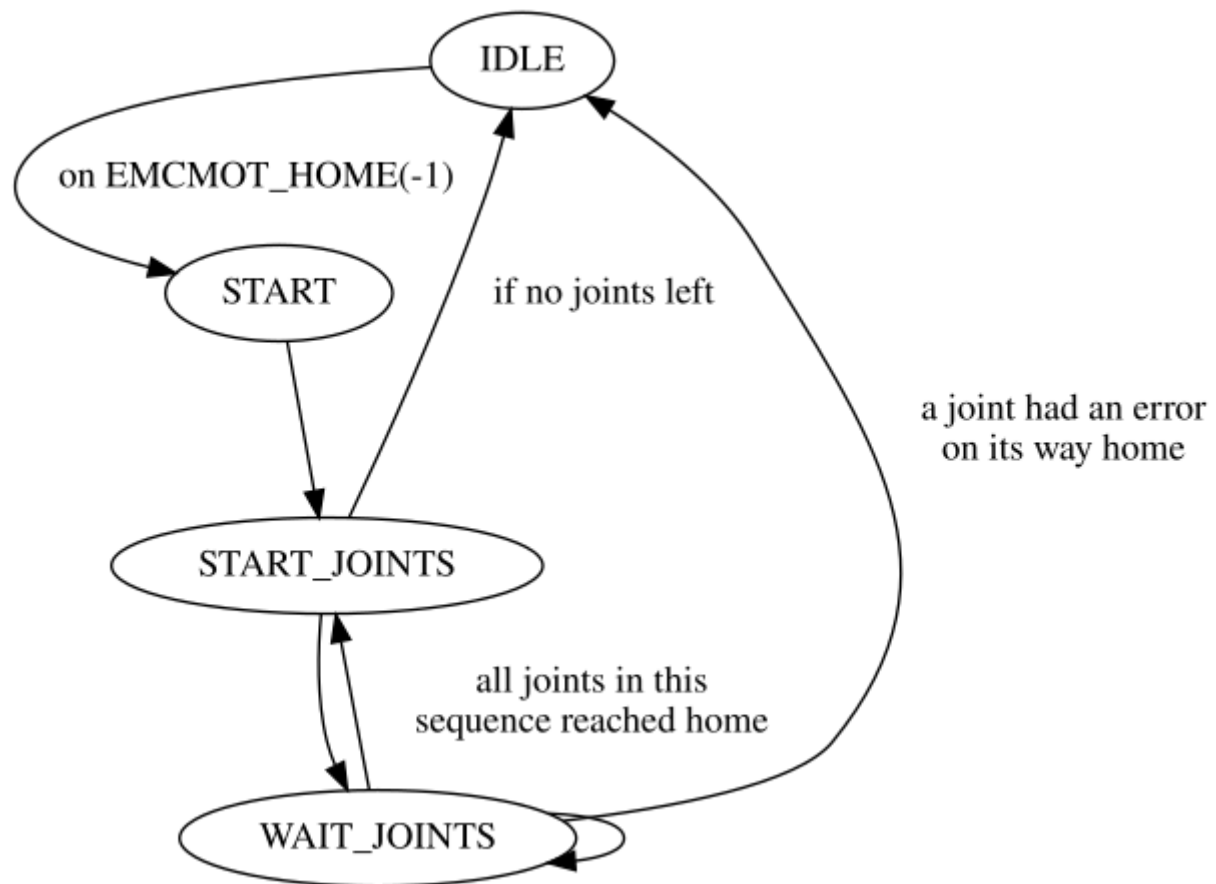 IDLE
on EMCMOT_HOME(-1)
START
if no joints left
a joint had an error
on its way home
START_JOINTS
all joints in this
sequence reached home
WAIT_JOINTS